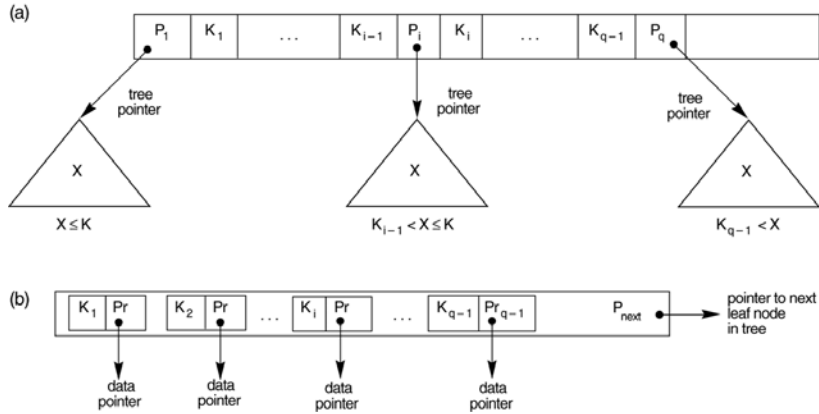 (a)
P1 K1 ... Ki−1 Pi Ki ... Kq−1 Pq
tree pointer tree pointer tree pointer
X X X
X ≤ K Ki−1 < X ≤ K Kq−1 < X
(b)
K1 Pr K2 Pr ... Ki Pr ... Kq−1 Prq−1 Pnext
pointer to next
leaf node
in tree
data pointer data pointer data pointer data pointer